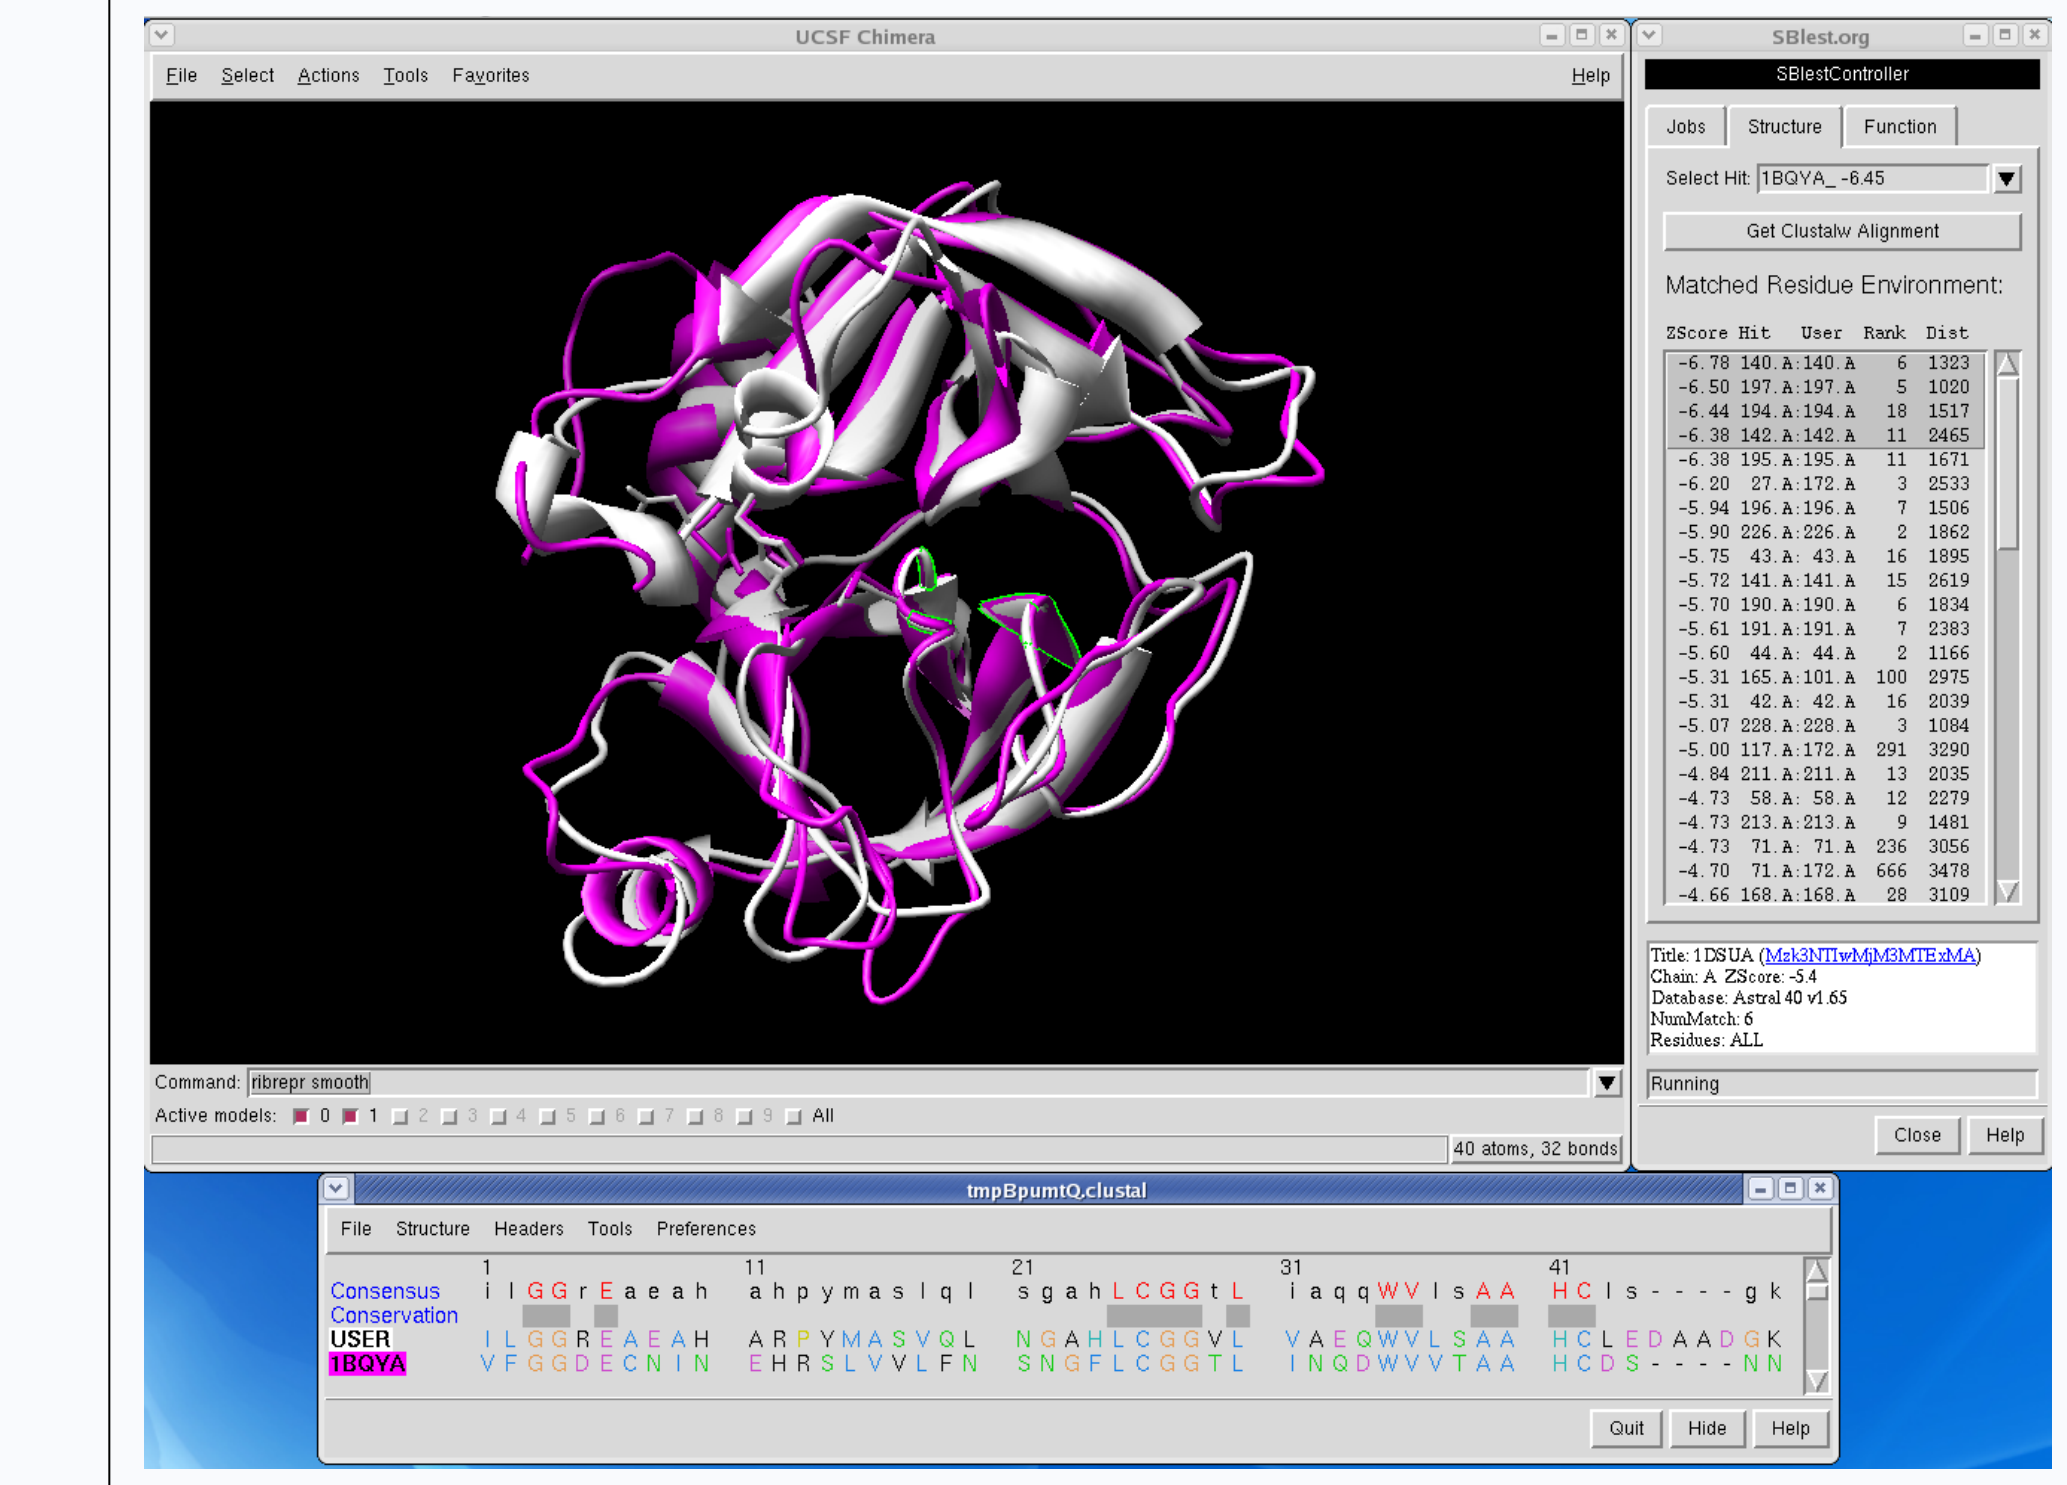 UCSF Chimera
File Select Actions Tools Favorites Help
Command: ribrepr smooth
Active models: 0 1 2 3 4 5 6 7 8 9 All
40 atoms, 32 bonds
SBlest.org
SBlestController
Jobs Structure Function
Select Hit: 1BQYA_ -6.45
Get Clustalw Alignment
Matched Residue Environment:
ZScore Hit User Rank Dist
-6.78 140.A:140.A 6 1323
-6.50 197.A:197.A 5 1020
-6.44 194.A:194.A 18 1517
-6.38 142.A:142.A 11 2465
-6.38 195.A:195.A 11 1671
-6.20 27.A:172.A 3 2533
-5.94 196.A:196.A 7 1506
-5.90 226.A:226.A 2 1862
-5.75 43.A: 43.A 16 1895
-5.72 141.A:141.A 15 2619
-5.70 190.A:190.A 6 1834
-5.61 191.A:191.A 7 2383
-5.60 44.A: 44.A 2 1166
-5.31 165.A:101.A 100 2975
-5.31 42.A: 42.A 16 2039
-5.07 228.A:228.A 3 1084
-5.00 117.A:172.A 291 3290
-4.84 211.A:211.A 13 2035
-4.73 58.A: 58.A 12 2279
-4.73 213.A:213.A 9 1481
-4.73 71.A: 71.A 236 3056
-4.70 71.A:172.A 666 3478
-4.66 168.A:168.A 28 3109
Title: 1DSUA (Mzk3NTIwMjM3MTExMA)
Chain: A ZScore: -5.4
Database: Astral 40 v1.65
NumMatch: 6
Residues: ALL
Running
Close Help
tmpBpumtQ.clustal
File Structure Headers Tools Preferences
1 11 21 31 41
Consensus i l G G r E a e a h a h p y m a s l q l s g a h L C G G t L i a q q W V l s A A H C l s - - - - g k
Conservation
USER I L G G R E A E A H A R P Y M A S V Q L N G A H L C G G V L V A E Q W V L S A A H C L E D A A D G K
1BQYA V F G G D E C N I N E H R S L V V L F N S N G F L C G G T L I N Q D W V V T A A H C D S - - - - N N
Quit Hide Help